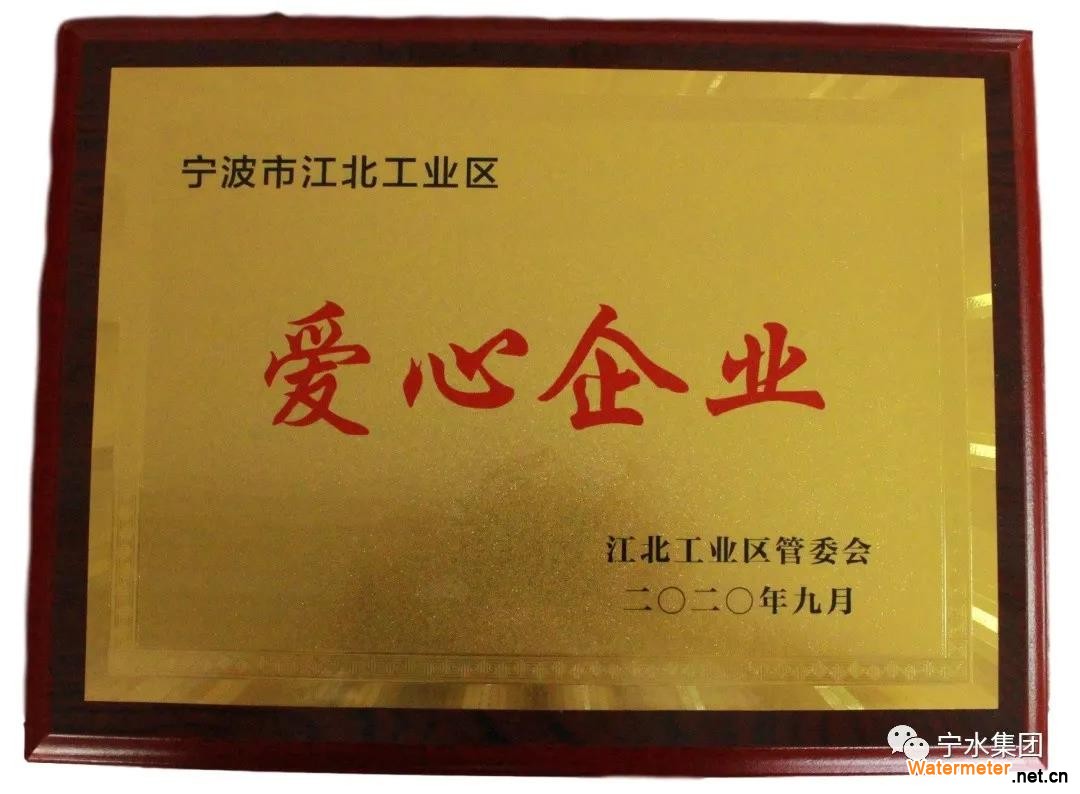 宁波市江北工业区
爱心企业
江北工业区管委会
二〇二〇年九月
宁水集团
Watermeter.net.cn